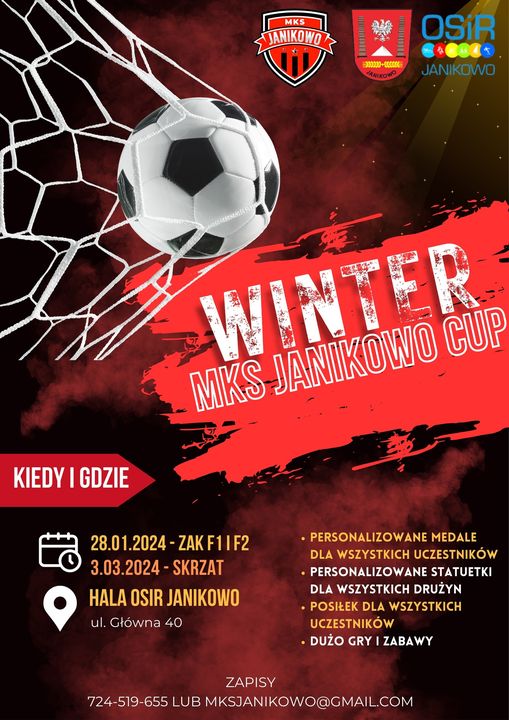 MKS
JANIKOWO
JANIKOWO
OSiR
JANIKOWO
WINTER
MKS JANIKOWO CUP
KIEDY I GDZIE
28.01.2024 - ZAK F1 I F2
3.03.2024 - SKRZAT
HALA OSIR JANIKOWO
ul. Główna 40
• PERSONALIZOWANE MEDALE
DLA WSZYSTKICH UCZESTNIKÓW
• PERSONALIZOWANE STATUETKI
DLA WSZYSTKICH DRUŻYN
• POSIŁEK DLA WSZYSTKICH
UCZESTNIKÓW
• DUŻO GRY I ZABAWY
ZAPISY
724-519-655 LUB MKSJANIKOWO@GMAIL.COM